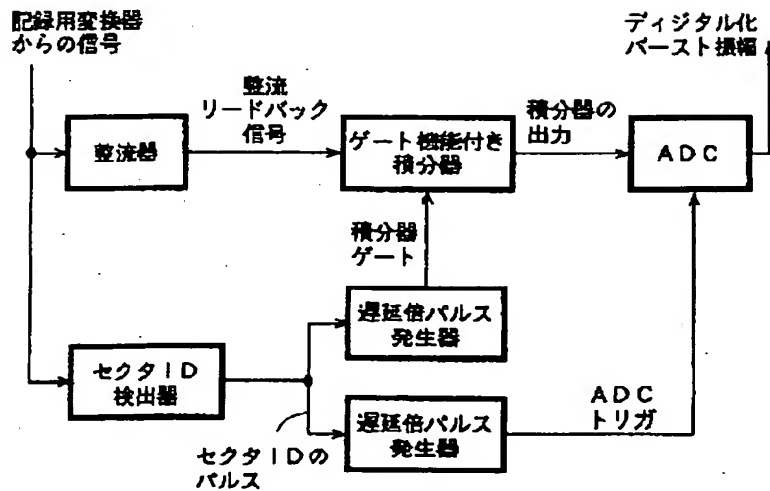 記録用変換器
からの信号
ディジタル化
バースト振幅
整流
リードバック
信号
積分器の
出力
整流器
ゲート機能付き
積分器
ADC
積分器
ゲート
遅延倍パルス
発生器
セクタID
検出器
遅延倍パルス
発生器
ADC
トリガ
セクタIDの
パルス